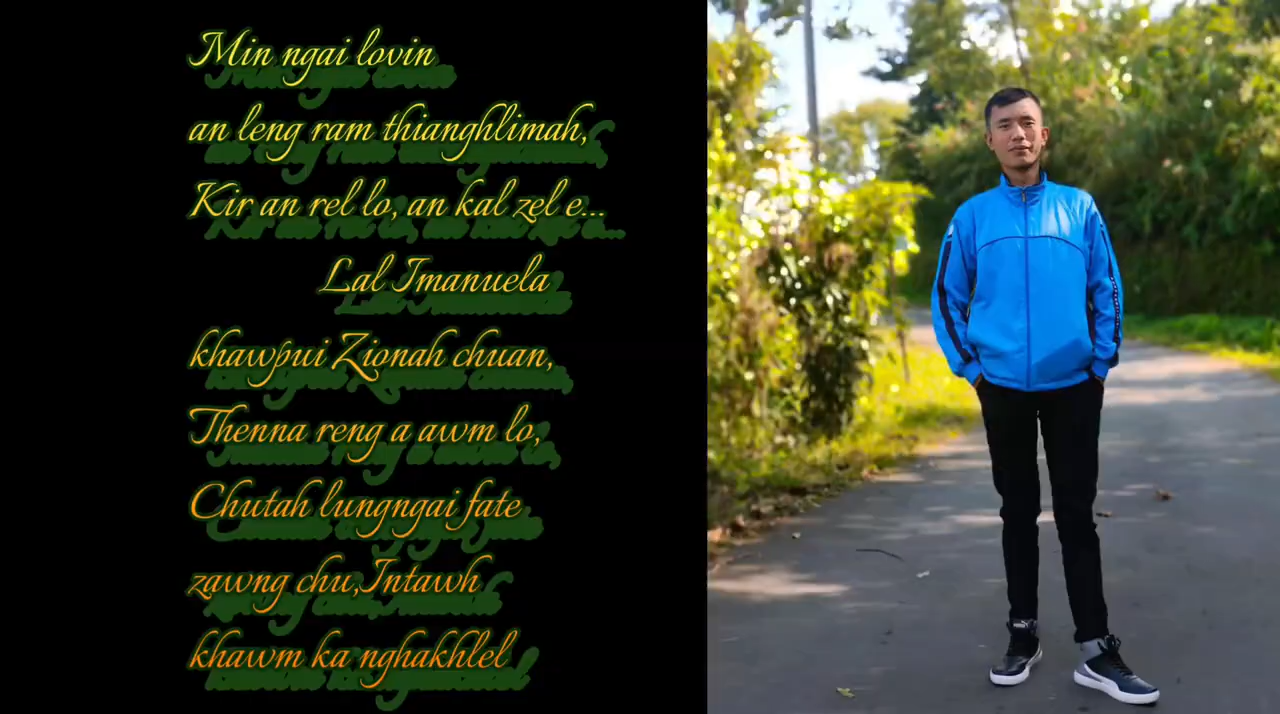 Min ngai lovin
an leng ram thianghlimah,
Kir an rel lo, an kal zel e...
Lal Imanuela
khawpui Zionah chuan,
Thenna reng a awm lo,
Chutah lungngai fate
zawng chu,Intawh
khawm ka nghakhlel